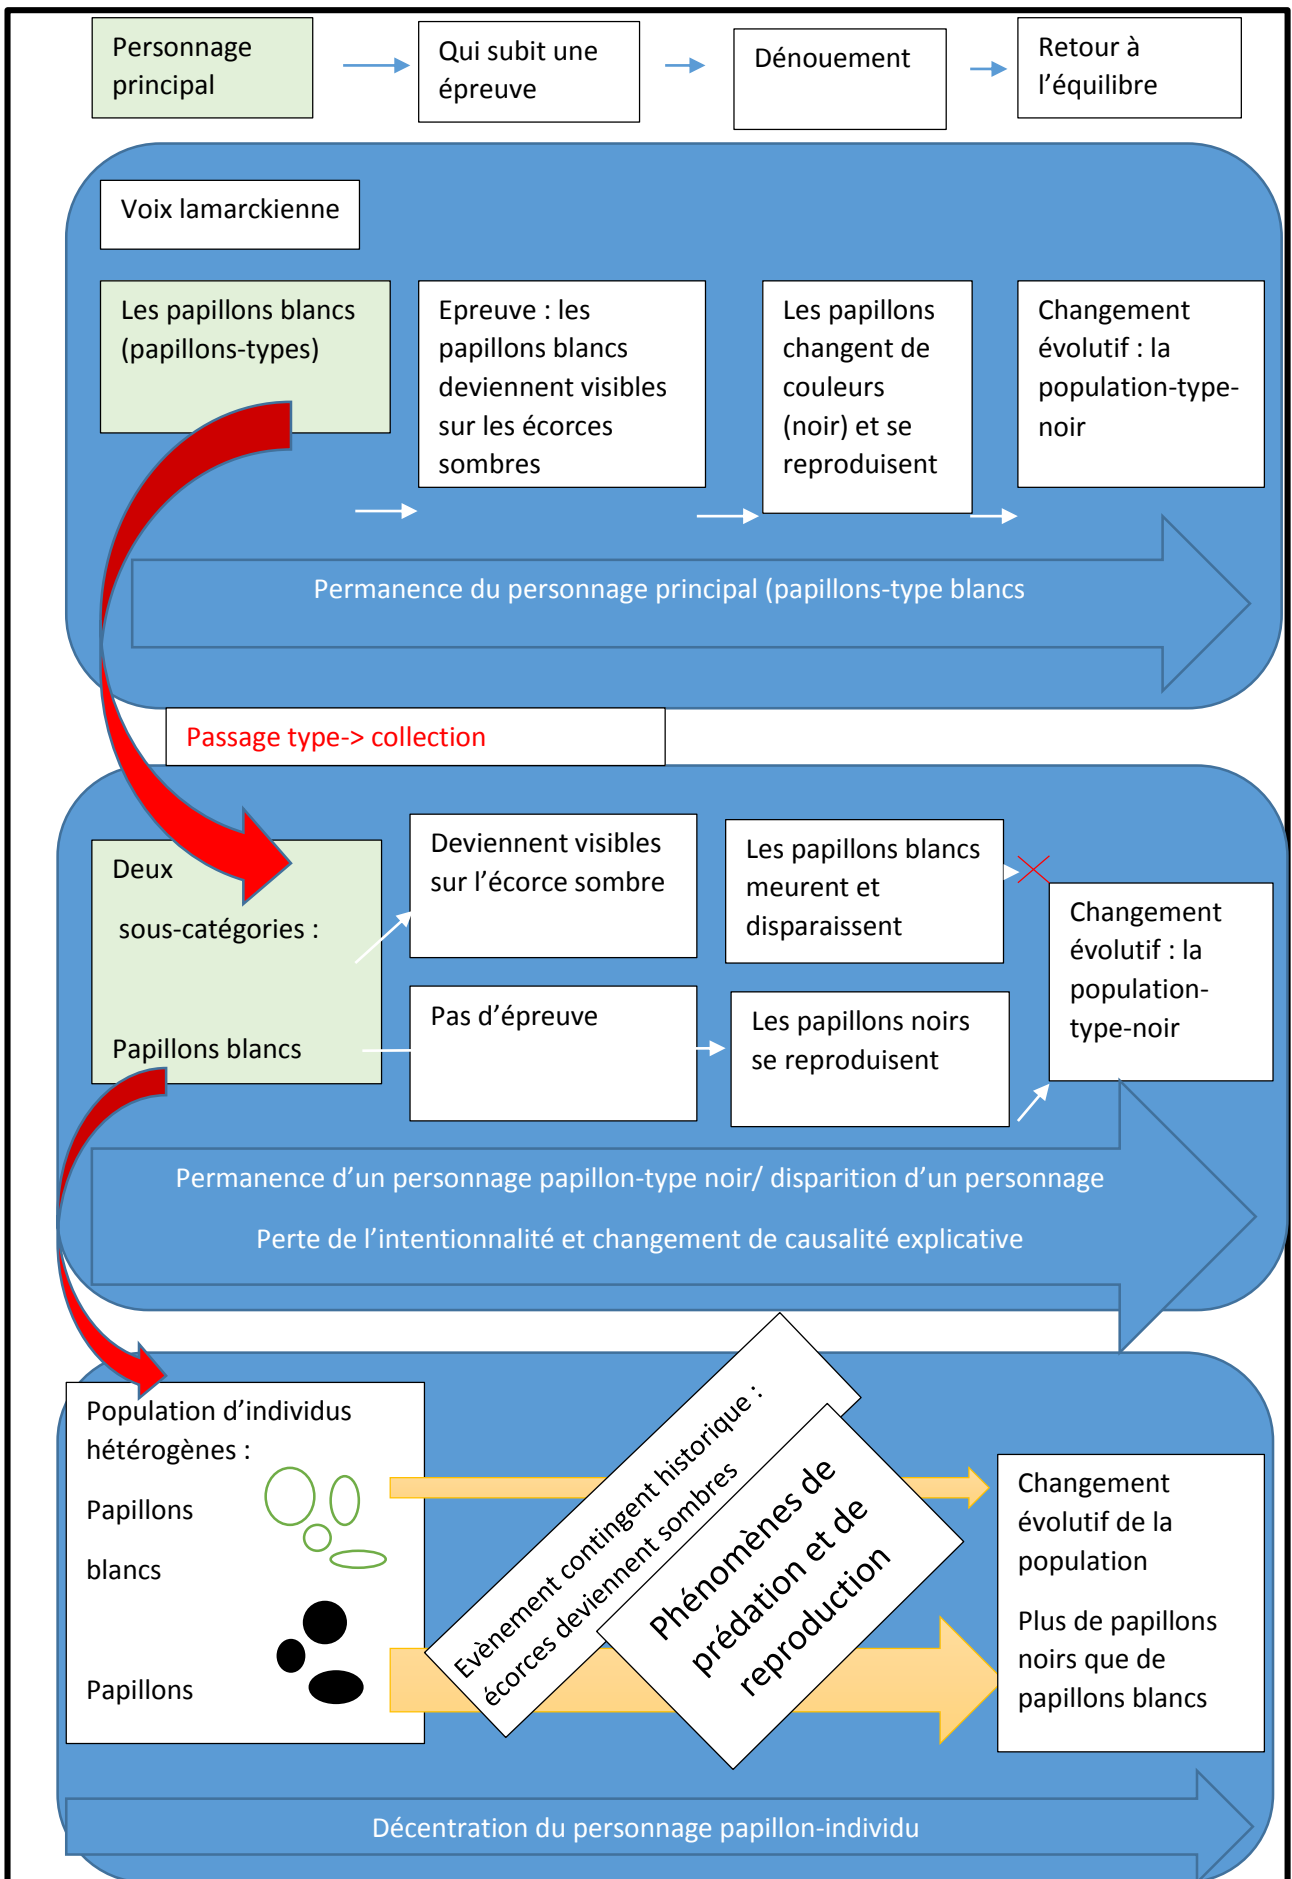 Personnage
principal
Qui subit une
épreuve
Dénouement
Retour à
l’équilibre
Voix lamarckienne
Les papillons blancs
(papillons-types)
Epreuve : les
papillons blancs
deviennent visibles
sur les écorces
sombres
Les papillons
changent de
couleurs
(noir) et se
reproduisent
Changement
évolutif : la
population-type-
noir
Permanence du personnage principal (papillons-type blancs
Passage type-> collection
Deux
sous-catégories :
Papillons blancs
Deviennent visibles
sur l’écorce sombre
Les papillons blancs
meurent et
disparaissent
Pas d’épreuve
Les papillons noirs
se reproduisent
Changement
évolutif : la
population-
type-noir
Permanence d’un personnage papillon-type noir/ disparition d’un personnage
Perte de l’intentionnalité et changement de causalité explicative
Population d’individus
hétérogènes :
Papillons
blancs
Papillons
Evènement contingent historique :
écorces deviennent sombres
Phénomènes de
prédation et de
reproduction
Changement
évolutif de la
population
Plus de papillons
noirs que de
papillons blancs
Décentration du personnage papillon-individu